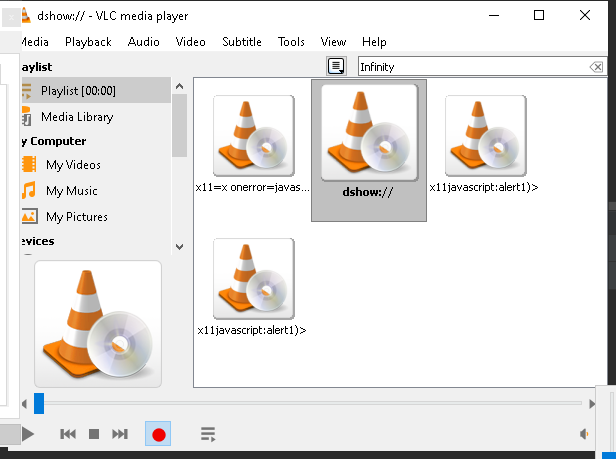 dshow:// - VLC media player
Media Playback Audio Video Subtitle Tools View Help
aylist
Infinity
Playlist [00:00]
Media Library
y Computer
My Videos
My Music
My Pictures
evices
x11=x onerror=javas...
dshow://
x11javascript:alert1)>
x11javascript:alert1)>